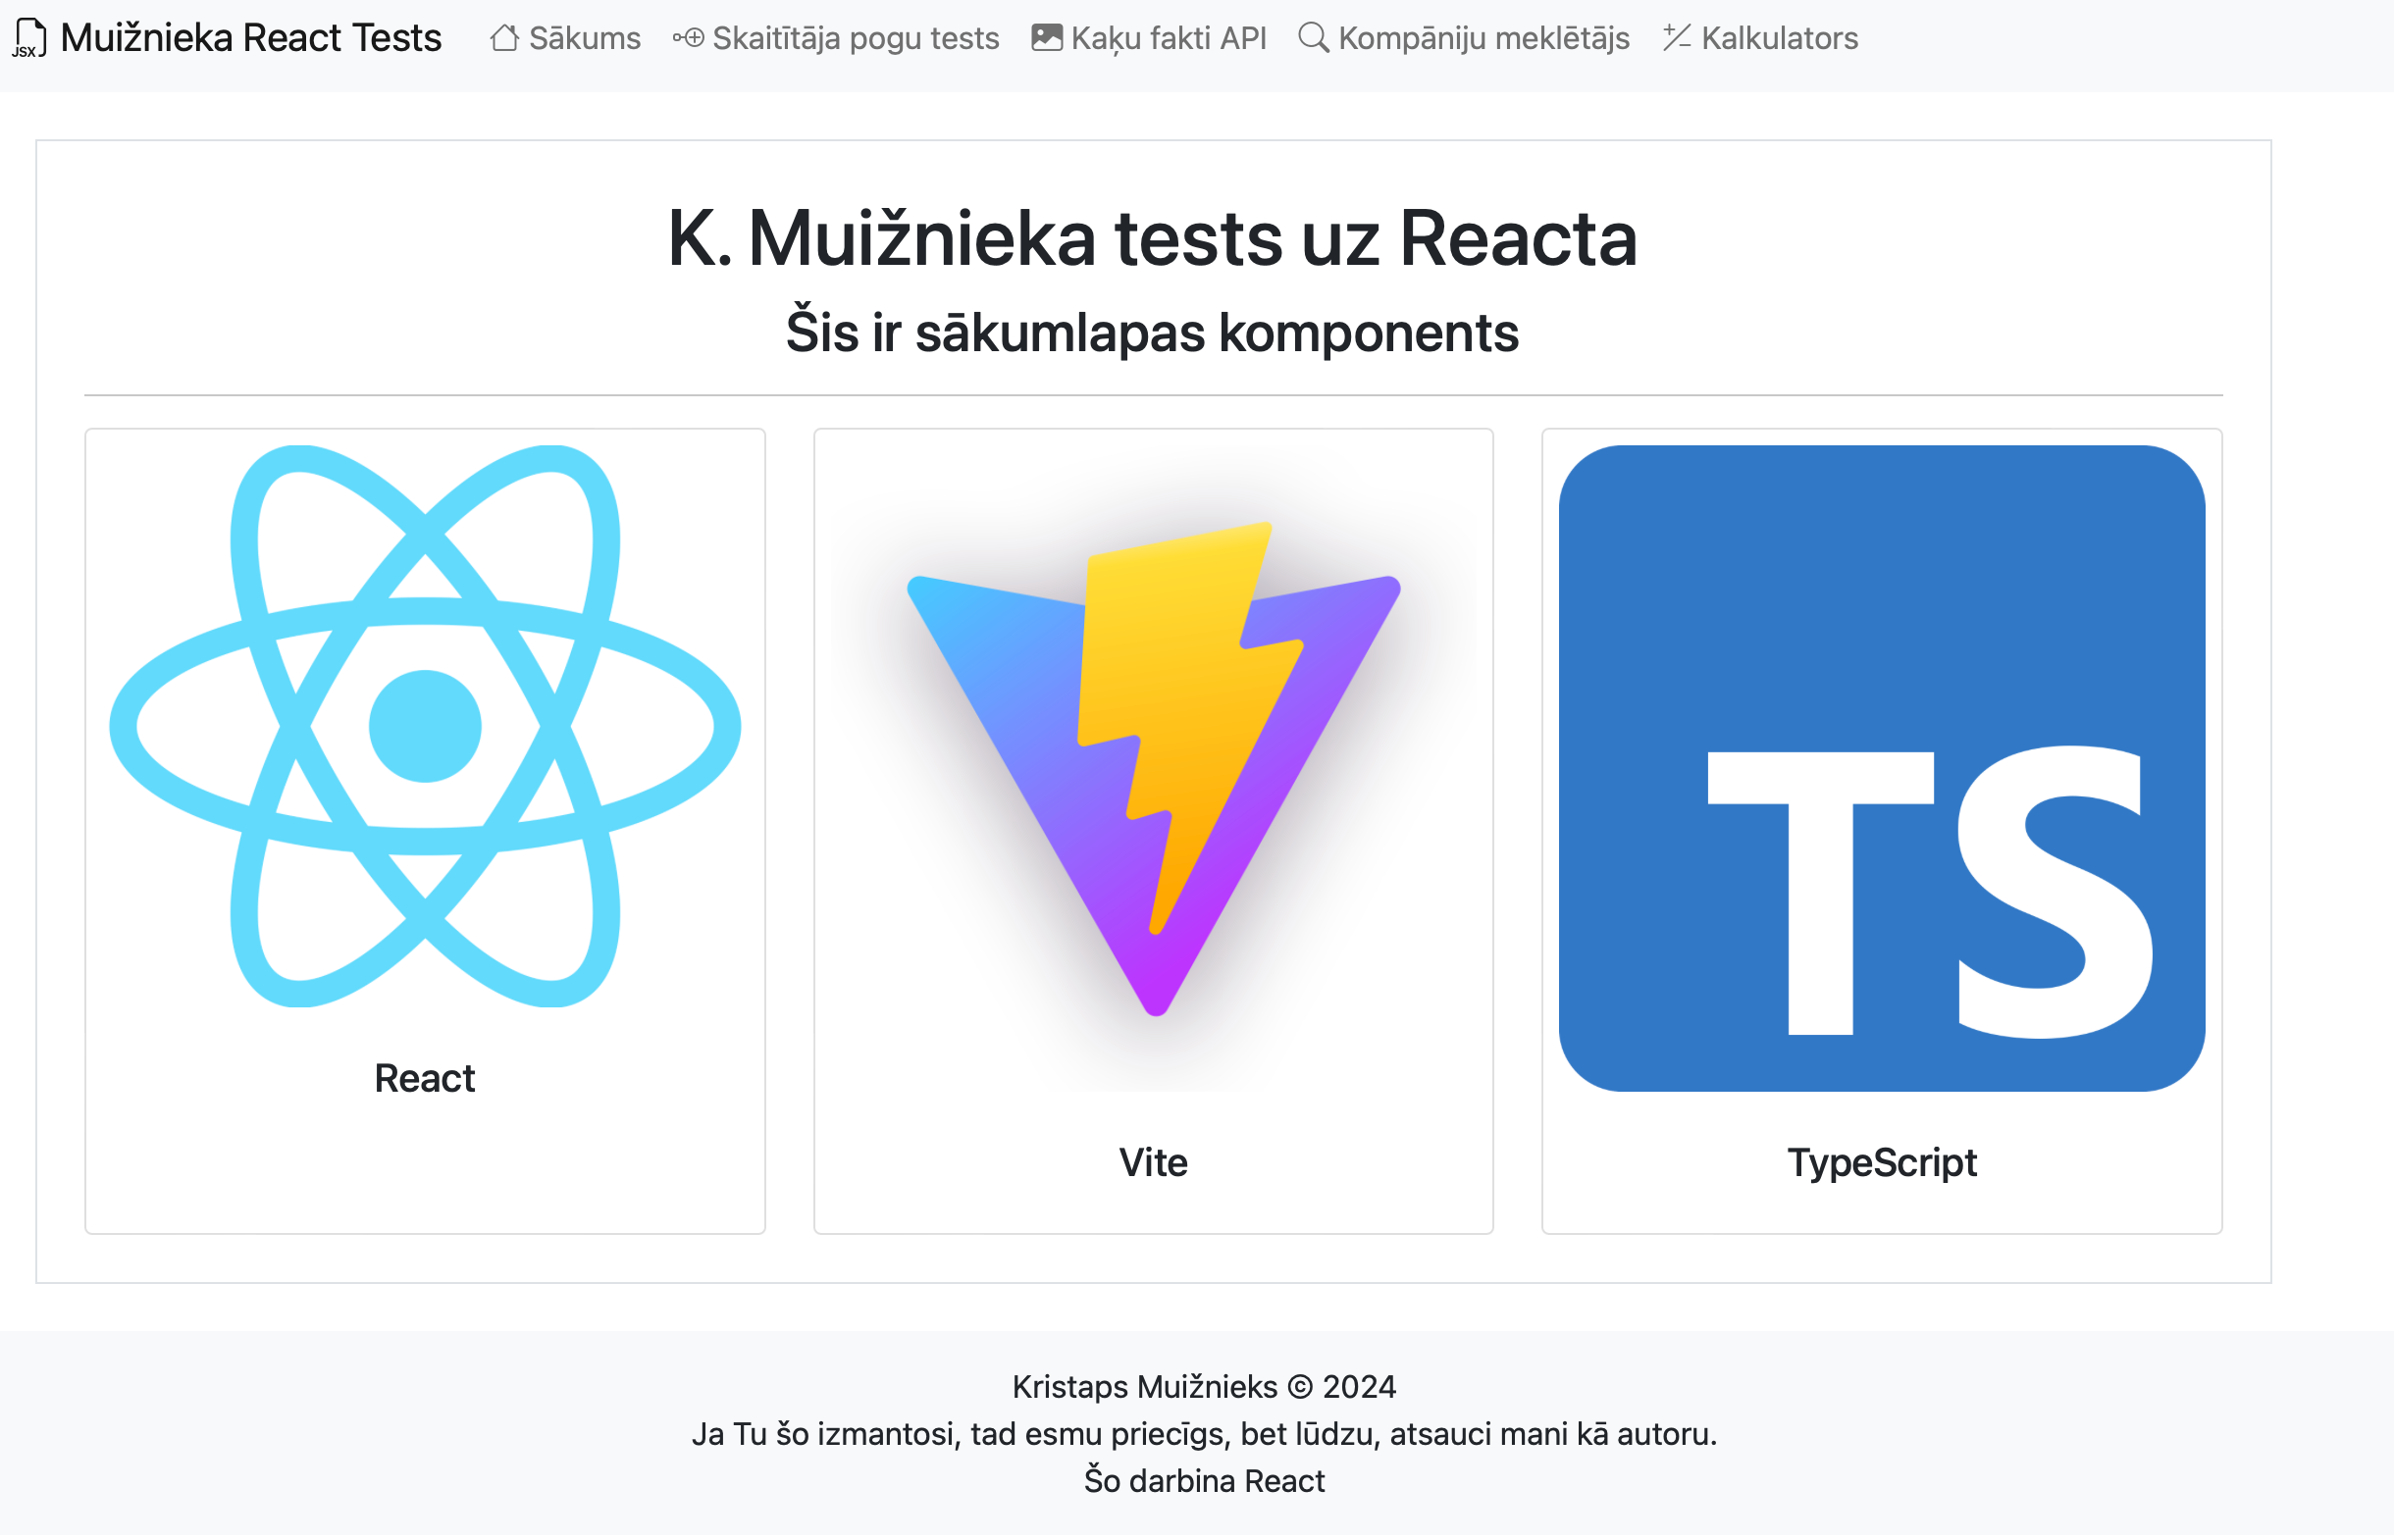 JSX Muižnieka React Tests Sākums Skaitītāja pogu tests Kaķu fakti API Kompāniju meklētājs Kalkulators
K. Muižnieka tests uz Reacta
Šis ir sākumlapas komponents
TS
React
Vite
TypeScript
Kristaps Muižnieks © 2024
Ja Tu šo izmantosi, tad esmu priecīgs, bet lūdzu, atsauci mani kā autoru.
Šo darbina React